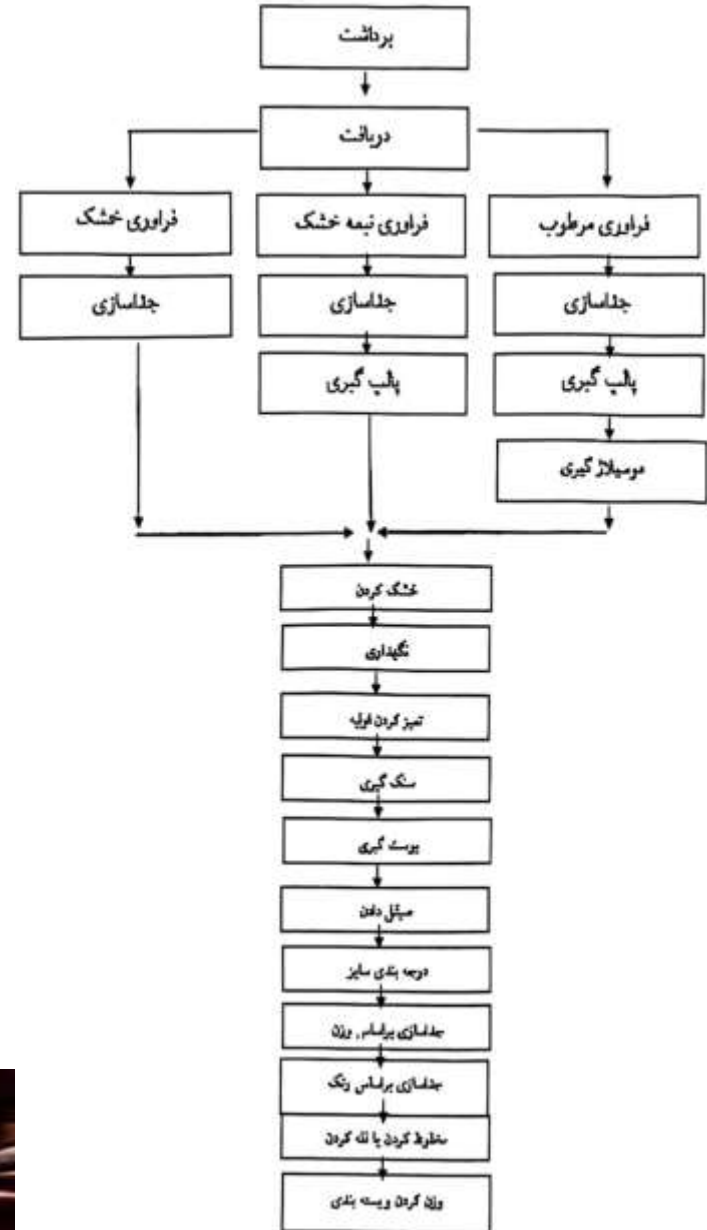 برداشت
دریافت
فراوری خشک
فراوری نیمه خشک
فراوری مرطوب
جداسازی
جداسازی
جداسازی
پالپ گیری
پالپ گیری
موسیلاژ گیری
خشک کردن
نگهداری
تمیز کردن اولیه
سنگ گیری
پوست گیری
صیقل دادن
درجه بندی سایز
جداسازی براساس وزن
جداسازی براساس رنگ
مخلوط کردن یا فله کردن
وزن کردن و بسته بندی